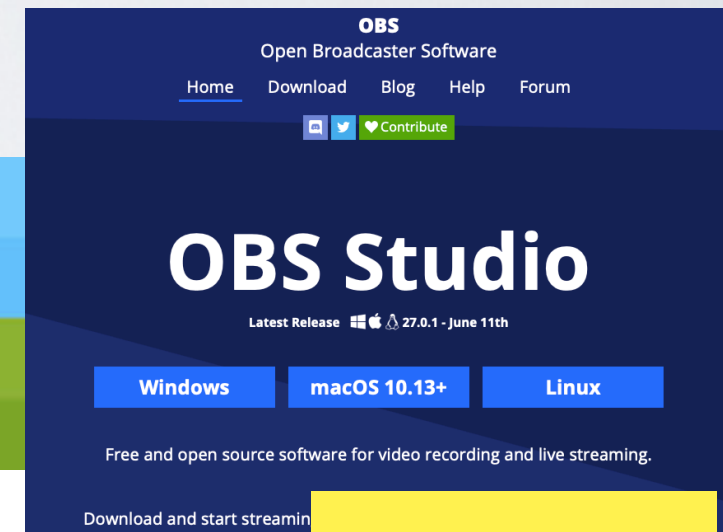 OBS
Open Broadcaster Software
Home Download Blog Help Forum
Contribute
OBS Studio
Latest Release 27.0.1 - June 11th
Windows macOS 10.13+ Linux
Free and open source software for video recording and live streaming.
Download and start